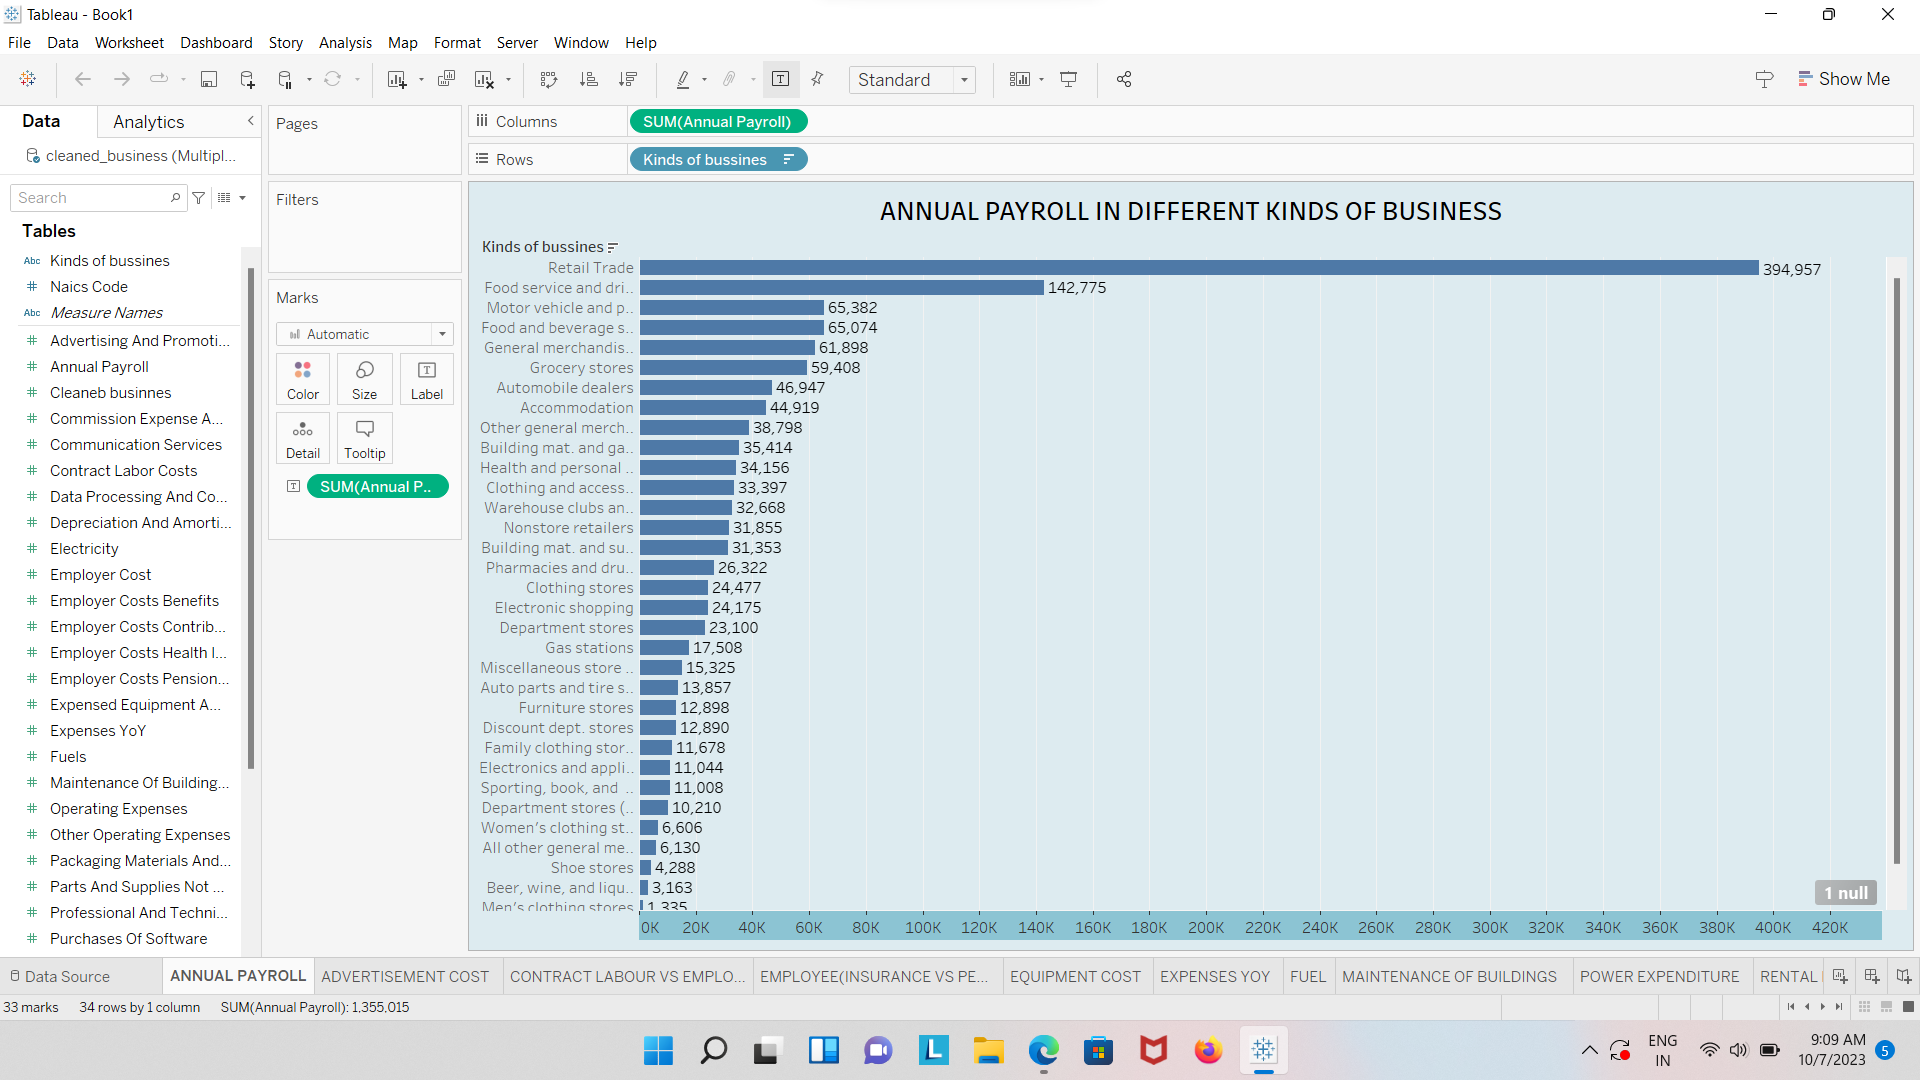 Tableau - Book1
File Data Worksheet Dashboard Story Analysis Map Format Server Window Help
Standard
Show Me
Data Analytics
cleaned_business (Multipl...
Search
Tables
Abc Kinds of bussines
# Naics Code
Abc Measure Names
# Advertising And Promoti...
# Annual Payroll
# Cleaneb businnes
# Commission Expense A...
# Communication Services
# Contract Labor Costs
# Data Processing And Co...
# Depreciation And Amorti...
# Electricity
# Employer Cost
# Employer Costs Benefits
# Employer Costs Contrib...
# Employer Costs Health I...
# Employer Costs Pension...
# Expensed Equipment A...
# Expenses YoY
# Fuels
# Maintenance Of Building...
# Operating Expenses
# Other Operating Expenses
# Packaging Materials And...
# Parts And Supplies Not ...
# Professional And Techni...
# Purchases Of Software
Pages
Filters
Marks
Automatic
Color Size Label
Detail Tooltip
SUM(Annual P..
Columns SUM(Annual Payroll)
Rows Kinds of bussines
ANNUAL PAYROLL IN DIFFERENT KINDS OF BUSINESS
Kinds of bussines
Retail Trade 394,957
Food service and dri.. 142,775
Motor vehicle and p.. 65,382
Food and beverage s.. 65,074
General merchandis.. 61,898
Grocery stores 59,408
Automobile dealers 46,947
Accommodation 44,919
Other general merch.. 38,798
Building mat. and ga.. 35,414
Health and personal .. 34,156
Clothing and access.. 33,397
Warehouse clubs an.. 32,668
Nonstore retailers 31,855
Building mat. and su.. 31,353
Pharmacies and dru.. 26,322
Clothing stores 24,477
Electronic shopping 24,175
Department stores 23,100
Gas stations 17,508
Miscellaneous store .. 15,325
Auto parts and tire s.. 13,857
Furniture stores 12,898
Discount dept. stores 12,890
Family clothing stor.. 11,678
Electronics and appli.. 11,044
Sporting, book, and .. 11,008
Department stores (.. 10,210
Women's clothing st.. 6,606
All other general me.. 6,130
Shoe stores 4,288
Beer, wine, and liqu.. 3,163
Men's clothing stores 1,335
1 null
0K 20K 40K 60K 80K 100K 120K 140K 160K 180K 200K 220K 240K 260K 280K 300K 320K 340K 360K 380K 400K 420K
Data Source ANNUAL PAYROLL ADVERTISEMENT COST CONTRACT LABOUR VS EMPLO... EMPLOYEE(INSURANCE VS PE... EQUIPMENT COST EXPENSES YOY FUEL MAINTENANCE OF BUILDINGS POWER EXPENDITURE RENTAL
33 marks 34 rows by 1 column SUM(Annual Payroll): 1,355,015
ENG
IN
9:09 AM
10/7/2023
5